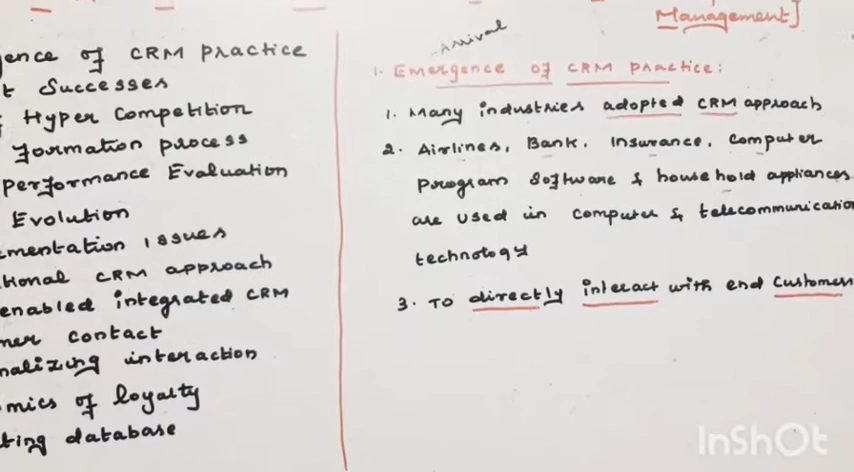 Management]
gence of CRM practice
t Successes
Hyper Competition
Formation process
performance Evaluation
Evolution
mentation issues
tional CRM approach
enabled integrated CRM
mer contact
nalizing interaction
mics of loyalty
ting database
Arrival
1. Emergence of CRM practice:
1. Many industries adopted CRM approach
2. Airlines, Bank, Insurance, Computer
program software & household appliances
are used in computer & telecommunication
technology
3. To directly interact with end Customers
InShOt